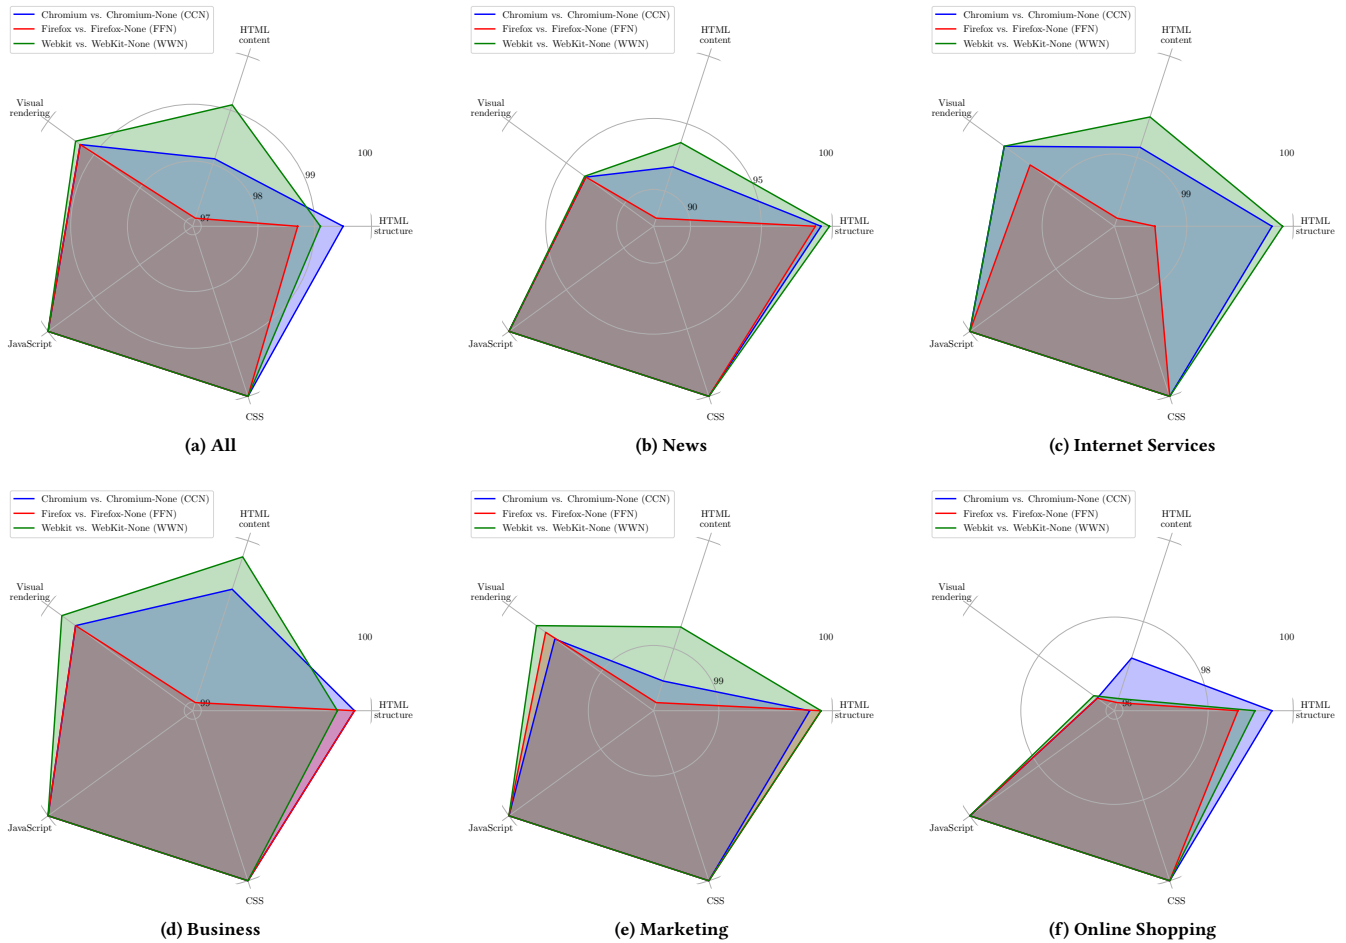 Chromium vs. Chromium-None (CCN)
Firefox vs. Firefox-None (FFN)
Webkit vs. WebKit-None (WWN)
HTML
content
Visual
rendering
100
99
98
97
HTML
structure
JavaScript
CSS
(a) All
Chromium vs. Chromium-None (CCN)
Firefox vs. Firefox-None (FFN)
Webkit vs. WebKit-None (WWN)
HTML
content
Visual
rendering
100
95
90
HTML
structure
JavaScript
CSS
(b) News
Chromium vs. Chromium-None (CCN)
Firefox vs. Firefox-None (FFN)
Webkit vs. WebKit-None (WWN)
HTML
content
Visual
rendering
100
99
HTML
structure
JavaScript
CSS
(c) Internet Services
Chromium vs. Chromium-None (CCN)
Firefox vs. Firefox-None (FFN)
Webkit vs. WebKit-None (WWN)
HTML
content
Visual
rendering
100
99
HTML
structure
JavaScript
CSS
(d) Business
Chromium vs. Chromium-None (CCN)
Firefox vs. Firefox-None (FFN)
Webkit vs. WebKit-None (WWN)
HTML
content
Visual
rendering
100
99
HTML
structure
JavaScript
CSS
(e) Marketing
Chromium vs. Chromium-None (CCN)
Firefox vs. Firefox-None (FFN)
Webkit vs. WebKit-None (WWN)
HTML
content
Visual
rendering
100
98
96
HTML
structure
JavaScript
CSS
(f) Online Shopping